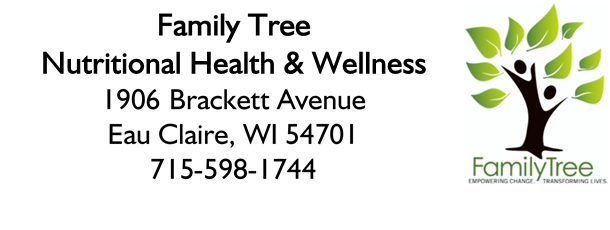 Family Tree
Nutritional Health & Wellness
1906 Brackett Avenue
Eau Claire, WI 54701
715-598-1744
FamilyTree
EMPOWERING CHANGE. TRANSFORMING LIVES.